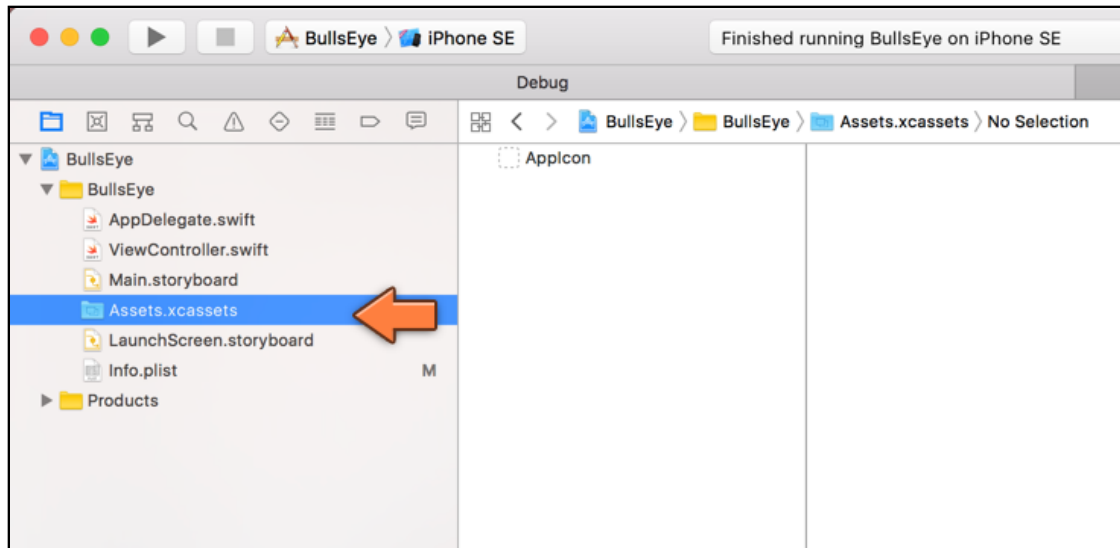 BullsEye 〉 iPhone SE
Finished running BullsEye on iPhone SE
Debug
BullsEye 〉 BullsEye 〉 Assets.xcassets 〉 No Selection
BullsEye
BullsEye
AppDelegate.swift
ViewController.swift
Main.storyboard
Assets.xcassets
LaunchScreen.storyboard
Info.plist M
Products
AppIcon